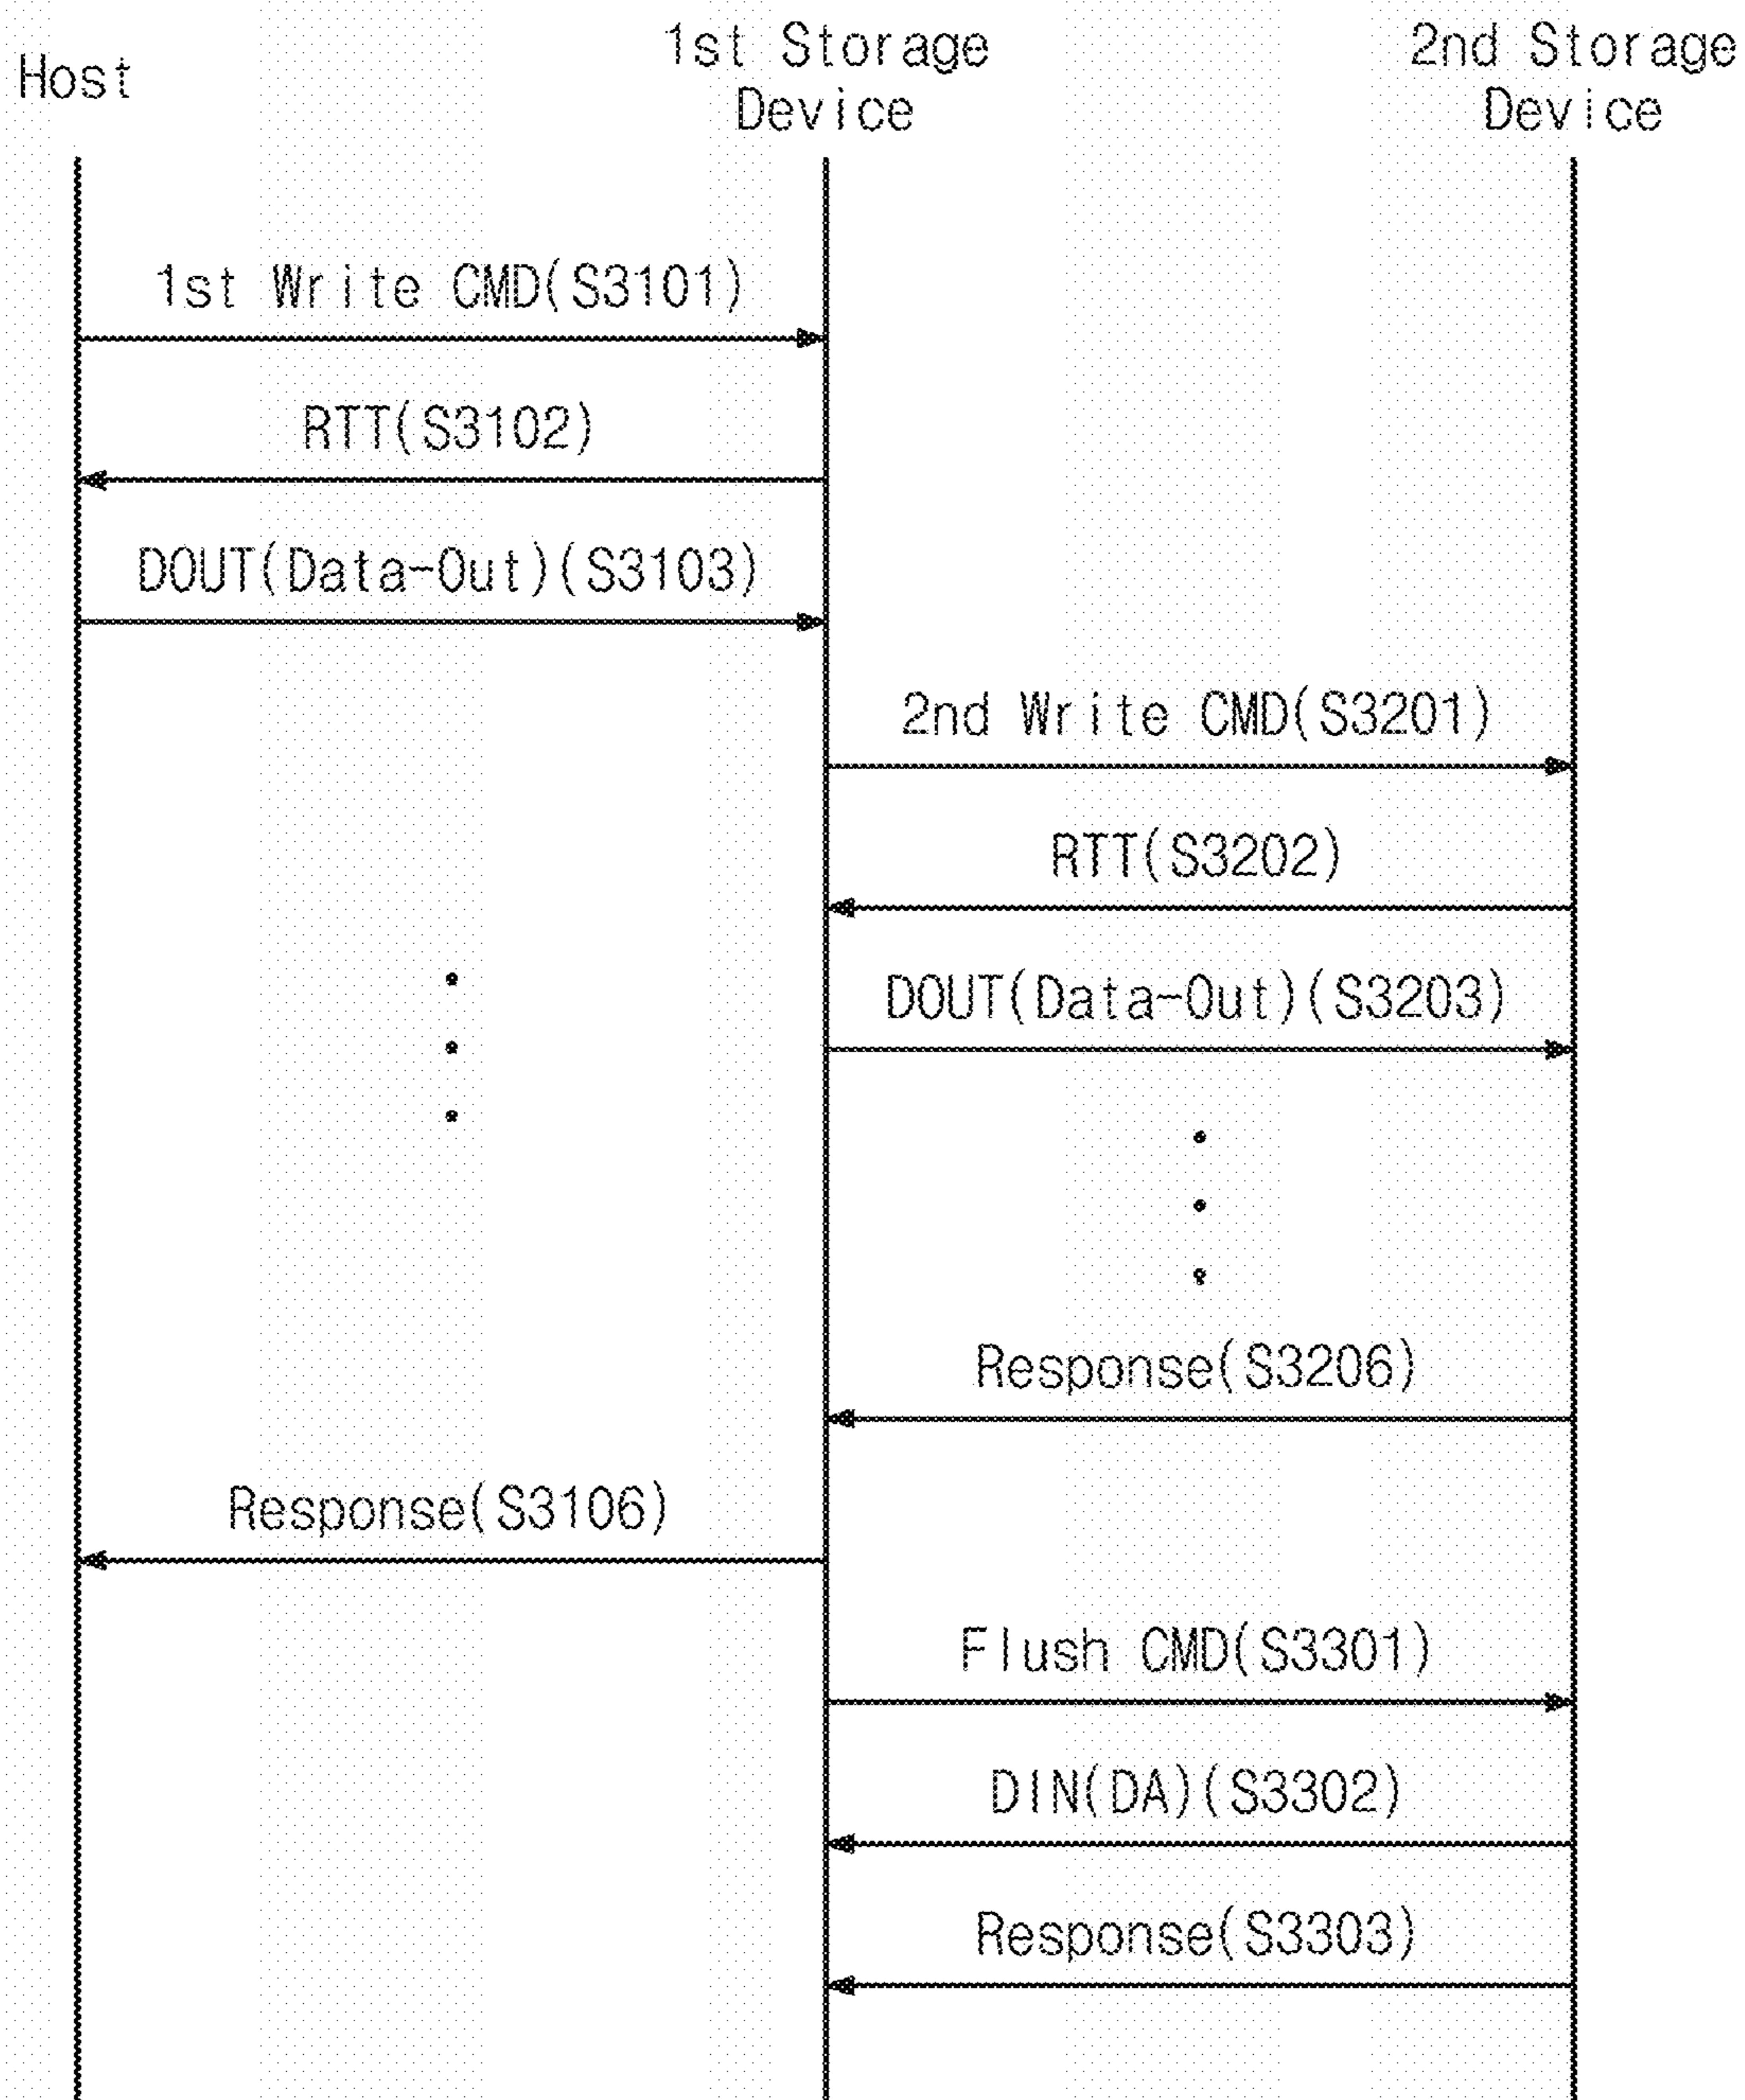 Host
1st Storage
Device
2nd Storage
Device
1st Write CMD(S3101)
RTT(S3102)
DOUT(Data-Out)(S3103)
2nd Write CMD(S3201)
RTT(S3202)
DOUT(Data-Out)(S3203)
Response(S3206)
Response(S3106)
Flush CMD(S3301)
DIN(DA)(S3302)
Response(S3303)